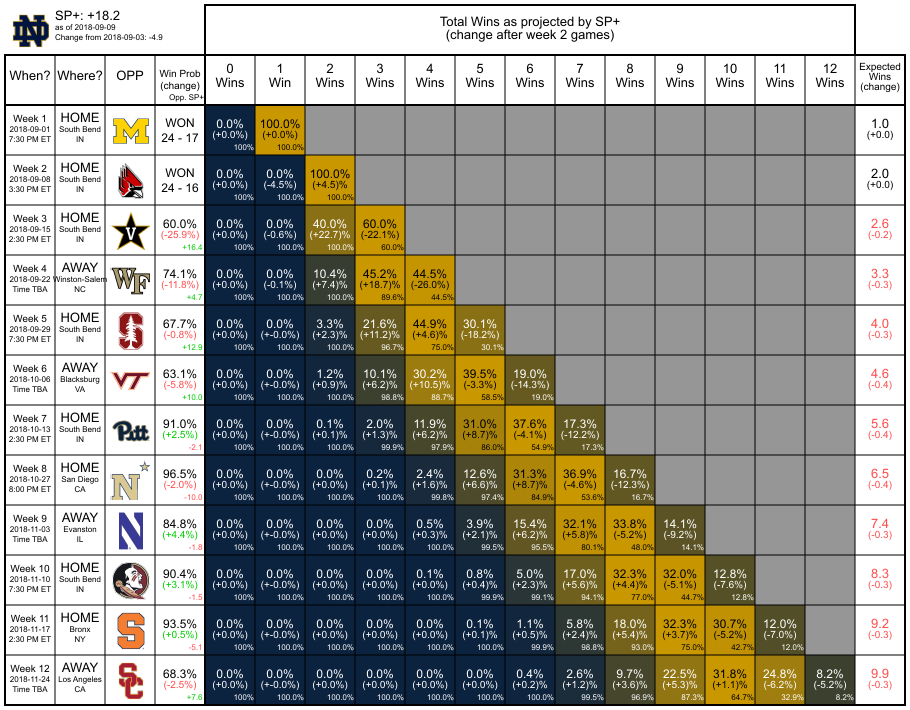 SP+: +18.2
as of 2018-09-09
Change from 2018-09-03: -4.9
Total Wins as projected by SP+
(change after week 2 games)
When? Where? OPP Win Prob (change) Opp. SP+ 0 Wins 1 Win 2 Wins 3 Wins 4 Wins 5 Wins 6 Wins 7 Wins 8 Wins 9 Wins 10 Wins 11 Wins 12 Wins Expected Wins (change)
Week 1 HOME M WON 0.0% 100.0% 1.0
2018-09-01 South Bend 24 - 17 (+0.0%) (+0.0%) (+0.0)
7:30 PM ET IN 100% 100.0%
Week 2 HOME WON 0.0% 0.0% 100.0% 2.0
2018-09-08 South Bend 24 - 16 (+0.0%) (-4.5%) (+4.5)% (+0.0)
3:30 PM ET IN 100% 100.0% 100.0%
Week 3 HOME V 60.0% 0.0% 0.0% 40.0% 60.0% 2.6
2018-09-15 South Bend (-25.9%) (+0.0%) (-0.6%) (+22.7)% (-22.1%) (-0.2)
2:30 PM ET IN +16.4 100% 100.0% 100.0% 60.0%
Week 4 AWAY WF 74.1% 0.0% 0.0% 10.4% 45.2% 44.5% 3.3
2018-09-22 Winston-Salem (-11.8%) (+0.0%) (-0.1%) (+7.4)% (+18.7)% (-26.0%) (-0.3)
Time TBA NC +4.7 100% 100.0% 100.0% 89.6% 44.5%
Week 5 HOME S 67.7% 0.0% 0.0% 3.3% 21.6% 44.9% 30.1% 4.0
2018-09-29 South Bend (-0.8%) (+0.0%) (+-0.0%) (+2.3)% (+11.2)% (+4.6)% (-18.2%) (-0.3)
7:30 PM ET IN +12.9 100% 100.0% 100.0% 96.7% 75.0% 30.1%
Week 6 AWAY VT 63.1% 0.0% 0.0% 1.2% 10.1% 30.2% 39.5% 19.0% 4.6
2018-10-06 Blacksburg (-5.8%) (+0.0%) (+-0.0%) (+0.9)% (+6.2)% (+10.5)% (-3.3%) (-14.3%) (-0.4)
Time TBA VA +10.0 100% 100.0% 100.0% 98.8% 88.7% 58.5% 19.0%
Week 7 HOME Pitt 91.0% 0.0% 0.0% 0.1% 2.0% 11.9% 31.0% 37.6% 17.3% 5.6
2018-10-13 South Bend (+2.5%) (+0.0%) (+-0.0%) (+0.1)% (+1.3)% (+6.2)% (+8.7)% (-4.1%) (-12.2%) (-0.4)
2:30 PM ET IN -2.1 100% 100.0% 100.0% 99.9% 97.9% 86.0% 54.9% 17.3%
Week 8 HOME N 96.5% 0.0% 0.0% 0.0% 0.2% 2.4% 12.6% 31.3% 36.9% 16.7% 6.5
2018-10-27 San Diego (-2.0%) (+0.0%) (+-0.0%) (+0.0)% (+0.1)% (+1.6)% (+6.6)% (+8.7)% (-4.6%) (-12.3%) (-0.4)
8:00 PM ET CA -10.0 100% 100.0% 100.0% 100.0% 99.8% 97.4% 84.9% 53.6% 16.7%
Week 9 AWAY N 84.8% 0.0% 0.0% 0.0% 0.0% 0.5% 3.9% 15.4% 32.1% 33.8% 14.1% 7.4
2018-11-03 Evanston (+4.4%) (+0.0%) (+-0.0%) (+0.0)% (+0.0)% (+0.3)% (+2.1)% (+6.2)% (+5.8)% (-5.2%) (-9.2%) (-0.3)
Time TBA IL -1.8 100% 100.0% 100.0% 100.0% 100.0% 99.5% 95.5% 80.1% 48.0% 14.1%
Week 10 HOME 90.4% 0.0% 0.0% 0.0% 0.0% 0.1% 0.8% 5.0% 17.0% 32.3% 32.0% 12.8% 8.3
2018-11-10 South Bend (+3.1%) (+0.0%) (+-0.0%) (+0.0)% (+0.0)% (+0.0)% (+0.4)% (+2.3)% (+5.6)% (+4.4)% (-5.1%) (-7.6%) (-0.3)
7:30 PM ET IN -1.5 100% 100.0% 100.0% 100.0% 100.0% 99.9% 99.1% 94.1% 77.0% 44.7% 12.8%
Week 11 HOME S 93.5% 0.0% 0.0% 0.0% 0.0% 0.0% 0.1% 1.1% 5.8% 18.0% 32.3% 30.7% 12.0% 9.2
2018-11-17 Bronx (+0.5%) (+0.0%) (+-0.0%) (+0.0)% (+0.0)% (+0.0)% (+0.1)% (+0.5)% (+2.4)% (+5.4)% (+3.7)% (-5.2%) (-7.0%) (-0.3)
2:30 PM ET NY -5.1 100% 100.0% 100.0% 100.0% 100.0% 100.0% 99.9% 98.8% 93.0% 75.0% 42.7% 12.0%
Week 12 AWAY SC 68.3% 0.0% 0.0% 0.0% 0.0% 0.0% 0.0% 0.4% 2.6% 9.7% 22.5% 31.8% 24.8% 8.2% 9.9
2018-11-24 Los Angeles (-2.5%) (+0.0%) (+-0.0%) (+0.0)% (+0.0)% (+0.0)% (+0.0)% (+0.2)% (+1.2)% (+3.6)% (+5.3)% (+1.1)% (-6.2%) (-5.2%) (-0.3)
Time TBA CA +7.6 100% 100.0% 100.0% 100.0% 100.0% 100.0% 100.0% 99.5% 96.9% 87.3% 64.7% 32.9% 8.2%